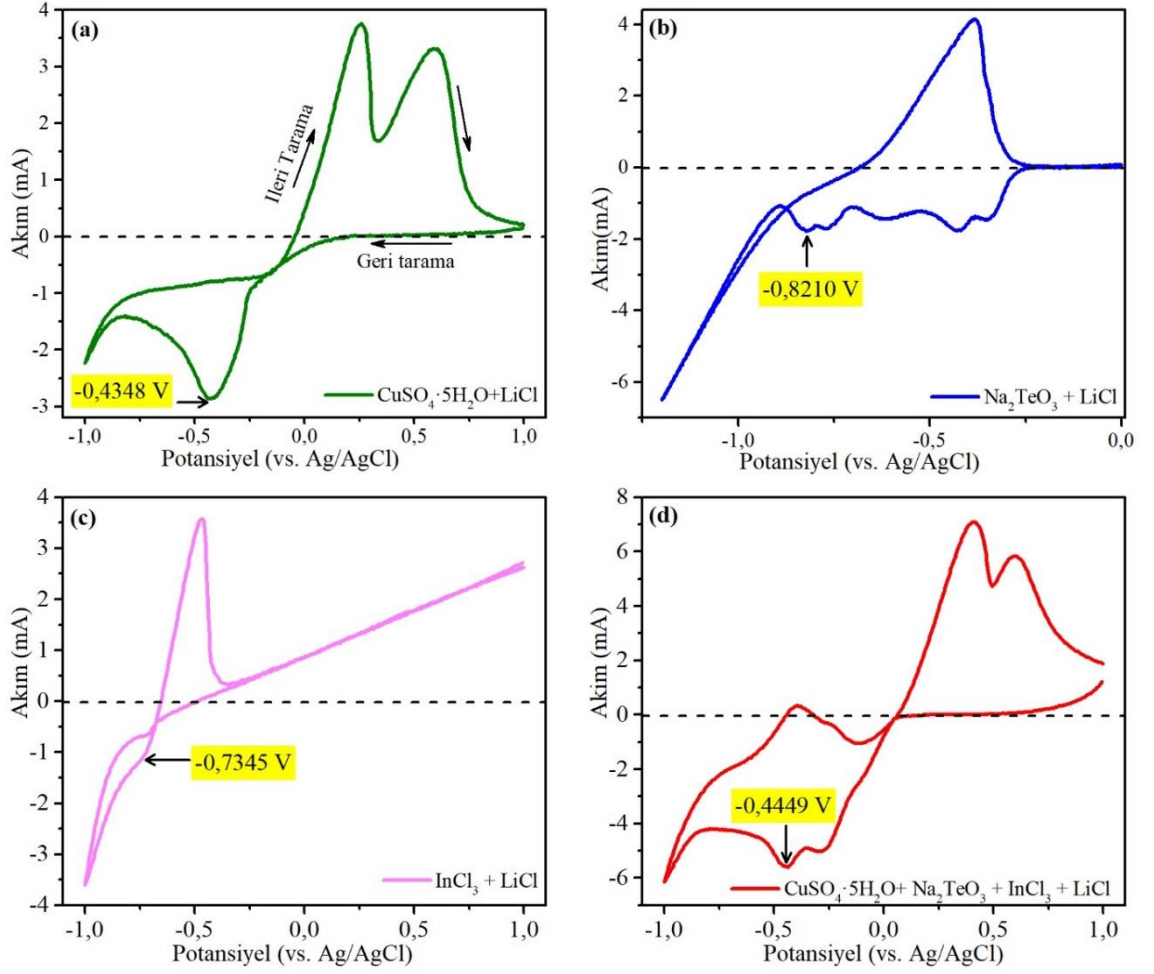 (a)
4
3
2
1
0
-1
-2
-3
Akım (mA)
İleri Tarama
Geri tarama
-0,4348 V
CuSO₄·5H₂O+LiCl
-1,0
-0,5
0,0
0,5
1,0
Potansiyel (vs. Ag/AgCl)
(b)
4
2
0
-2
-4
-6
Akım(mA)
-0,8210 V
Na₂TeO₃ + LiCl
-1,0
-0,5
0,0
Potansiyel (vs. Ag/AgCl)
(c)
4
3
2
1
0
-1
-2
-3
-4
Akım (mA)
-0,7345 V
InCl₃ + LiCl
-1,0
-0,5
0,0
0,5
1,0
Potansiyel (vs. Ag/AgCl)
(d)
8
6
4
2
0
-2
-4
-6
Akım (mA)
-0,4449 V
CuSO₄·5H₂O+ Na₂TeO₃ + InCl₃ + LiCl
-1,0
-0,5
0,0
0,5
1,0
Potansiyel (vs. Ag/AgCl)